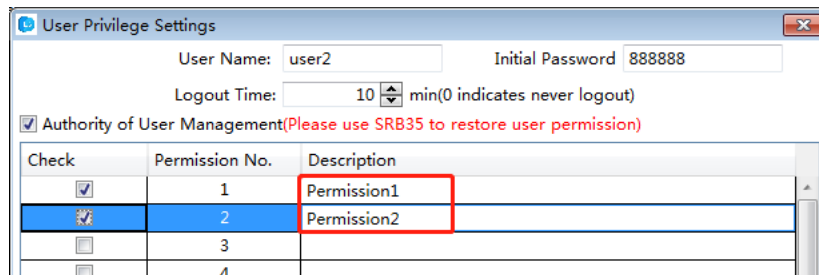 User Privilege Settings
User Name: user2 Initial Password 888888
Logout Time: 10 min(0 indicates never logout)
Authority of User Management(Please use SRB35 to restore user permission)
Check Permission No. Description
1 Permission1
2 Permission2
3
4